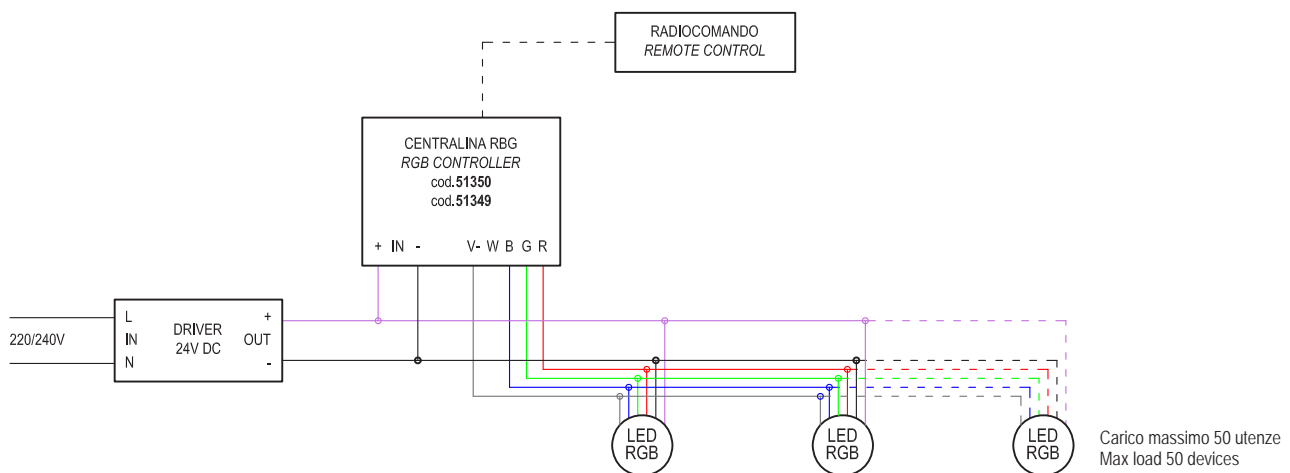 RADIOCOMANDO
REMOTE CONTROL
CENTRALINA RBG
RGB CONTROLLER
cod.51350
cod.51349
+ IN - V- W B G R
220/240V
L
IN
N
DRIVER
24V DC
+
OUT
-
LED
RGB
LED
RGB
LED
RGB
Carico massimo 50 utenze
Max load 50 devices